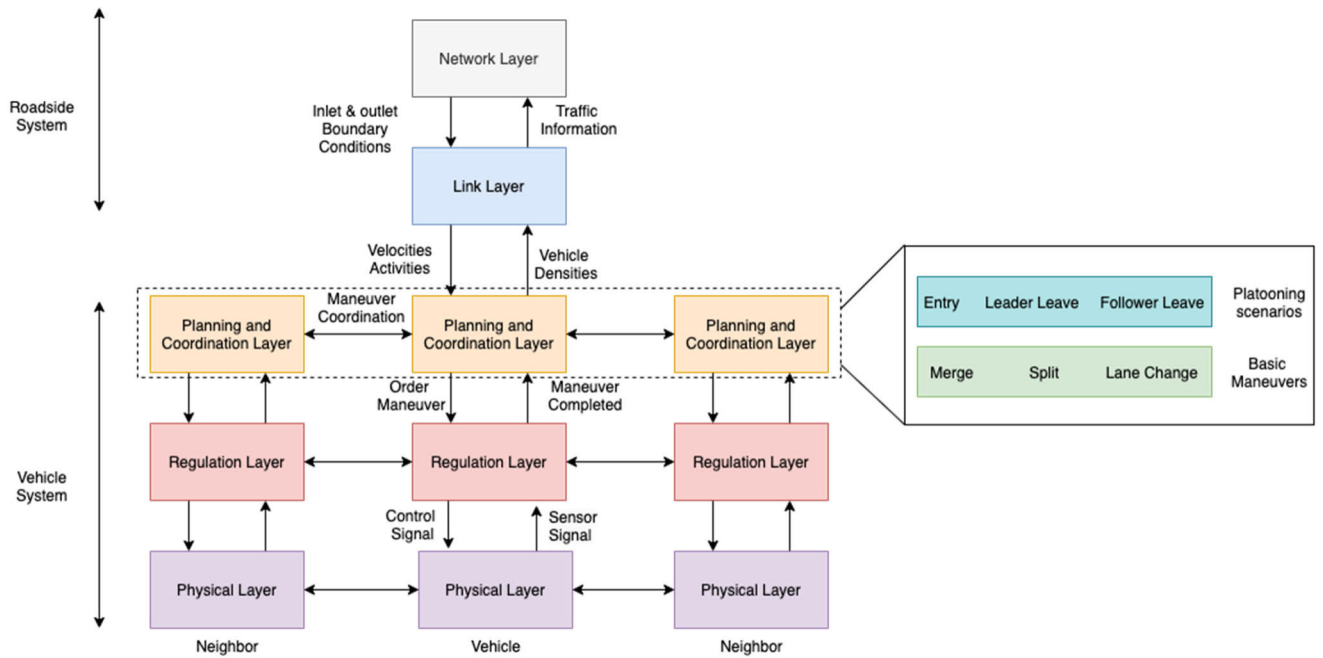 Network Layer
Roadside
System
Inlet & outlet
Boundary
Conditions
Traffic
Information
Link Layer
Velocities
Activities
Vehicle
Densities
Maneuver
Coordination
Planning and
Coordination Layer
Planning and
Coordination Layer
Planning and
Coordination Layer
Entry Leader Leave Follower Leave
Platooning
scenarios
Merge Split Lane Change
Basic
Maneuvers
Order
Maneuver
Maneuver
Completed
Vehicle
System
Regulation Layer
Regulation Layer
Regulation Layer
Control
Signal
Sensor
Signal
Physical Layer
Physical Layer
Physical Layer
Neighbor
Vehicle
Neighbor